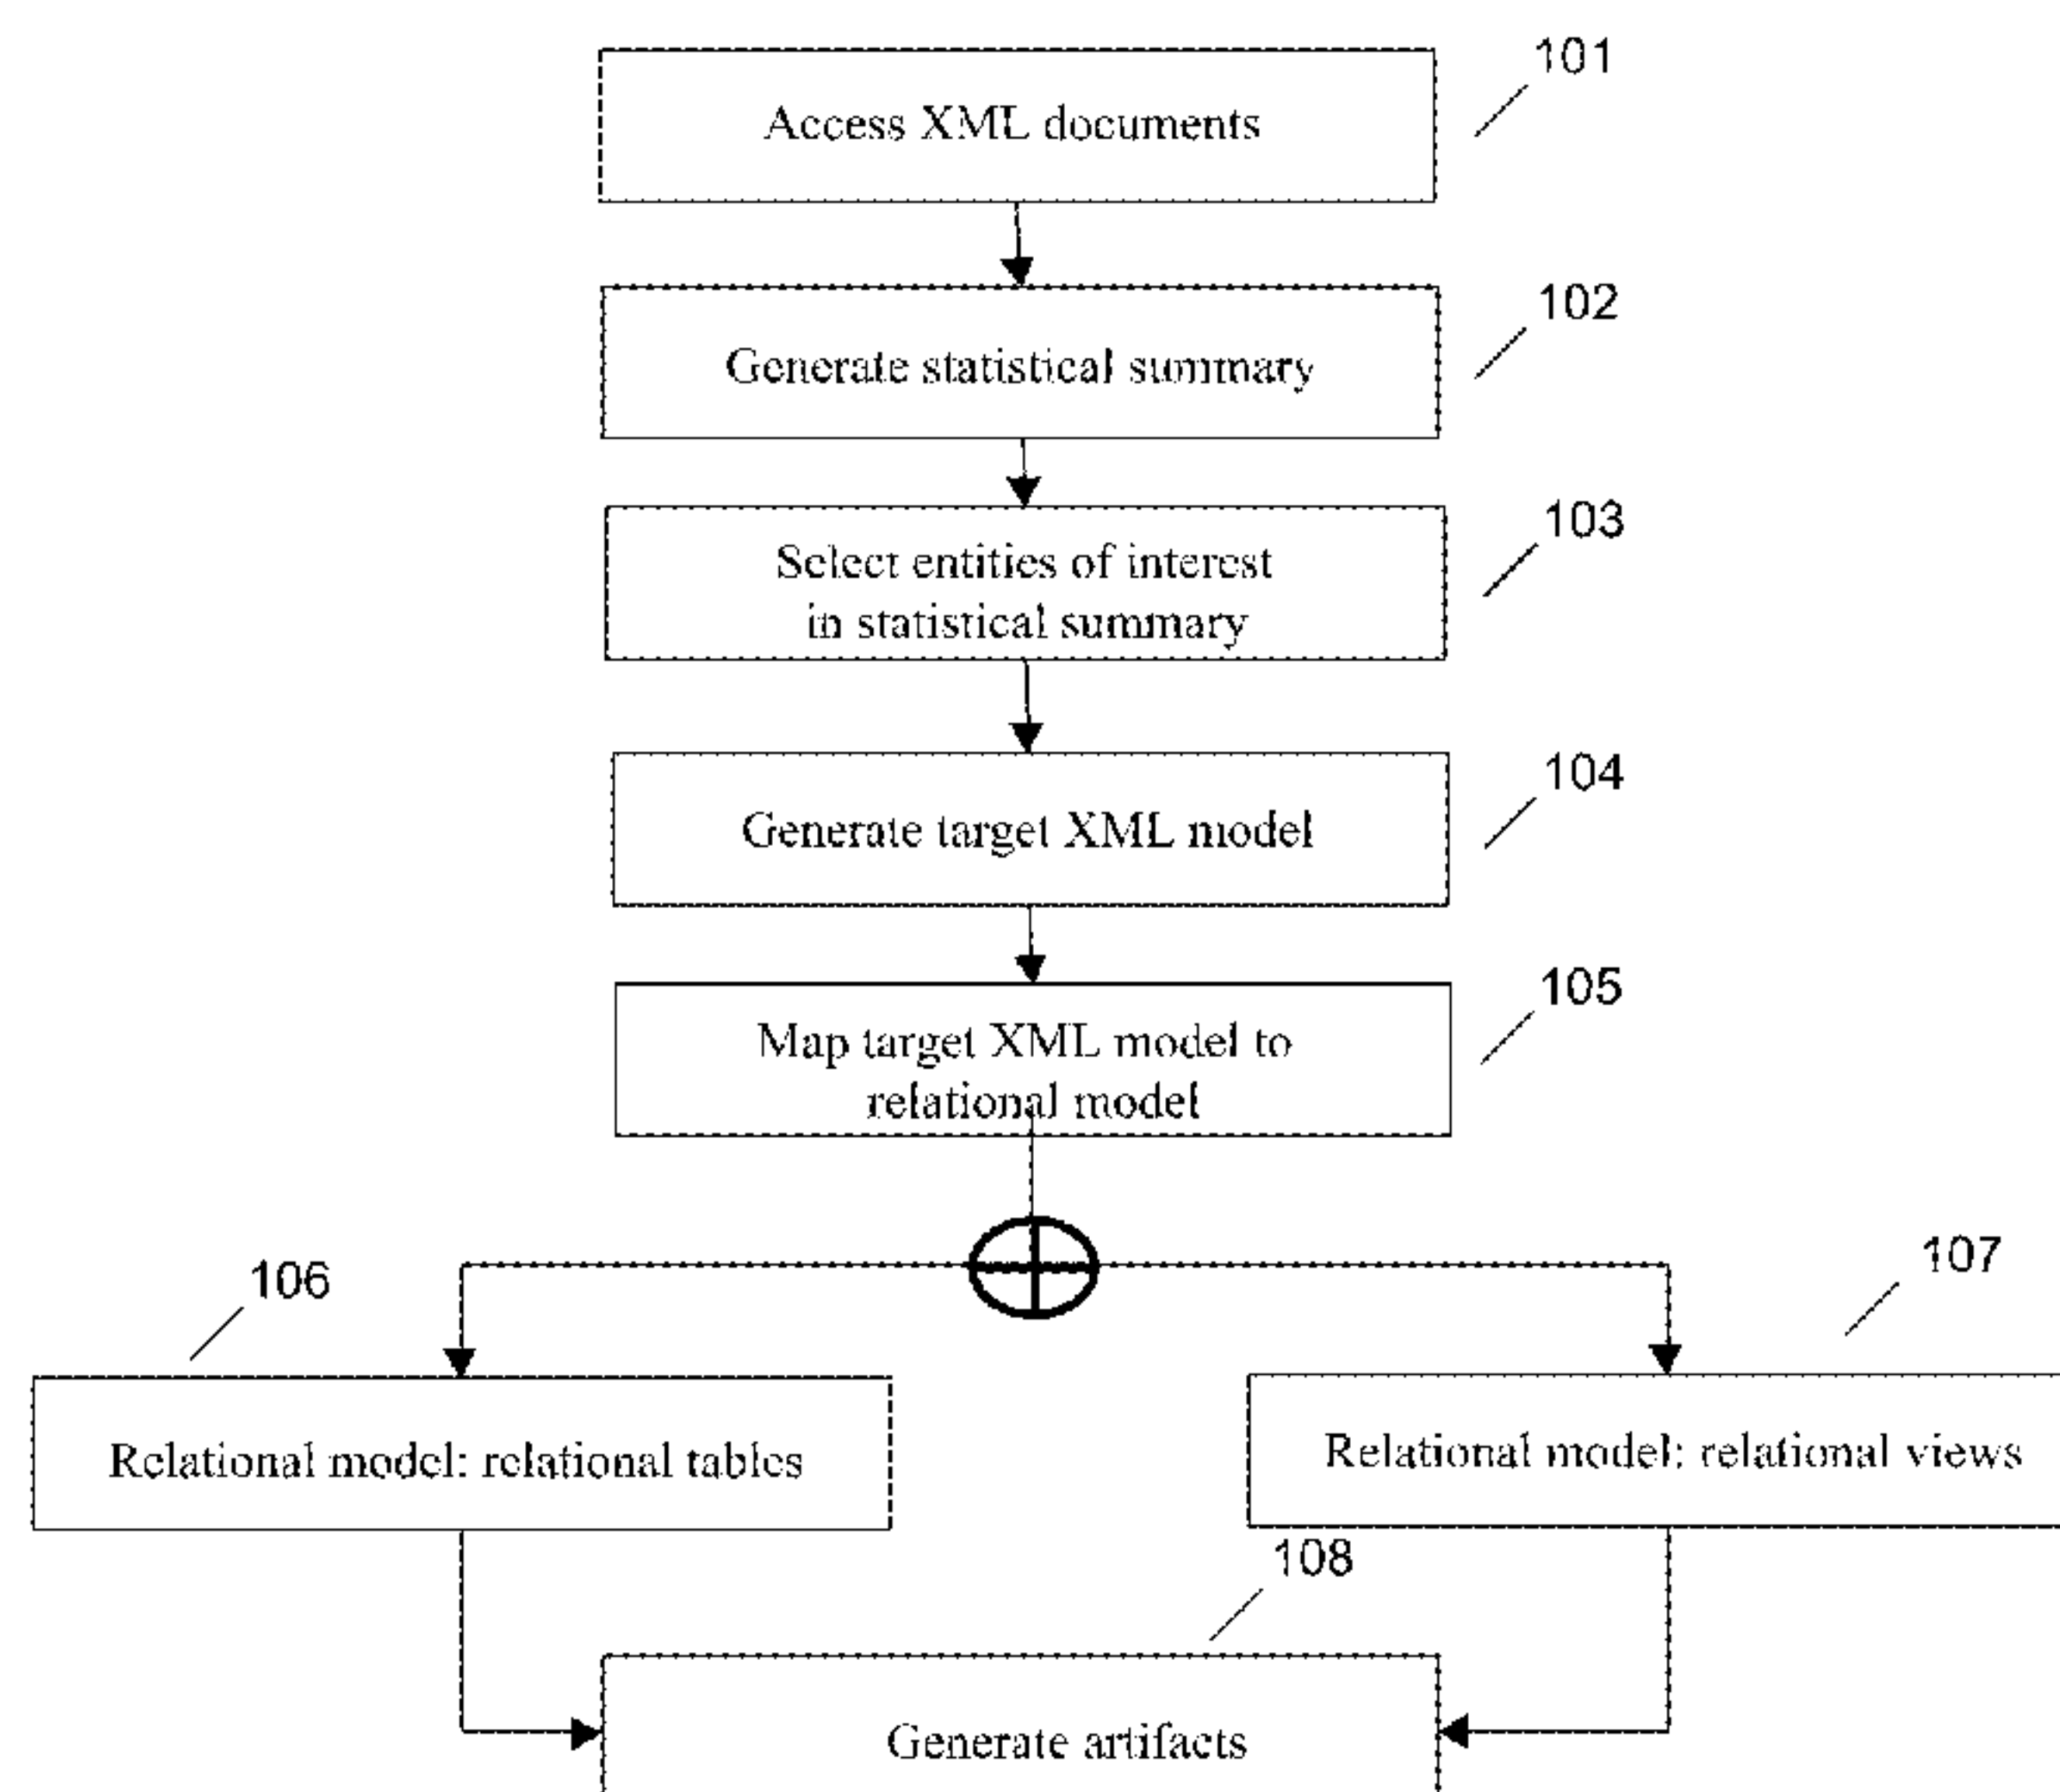 101
Access XML documents
102
Generate statistical summary
103
Select entities of interest
in statistical summary
104
Generate target XML model
105
Map target XML model to
relational model
106
107
Relational model: relational tables
Relational model: relational views
108
Generate artifacts